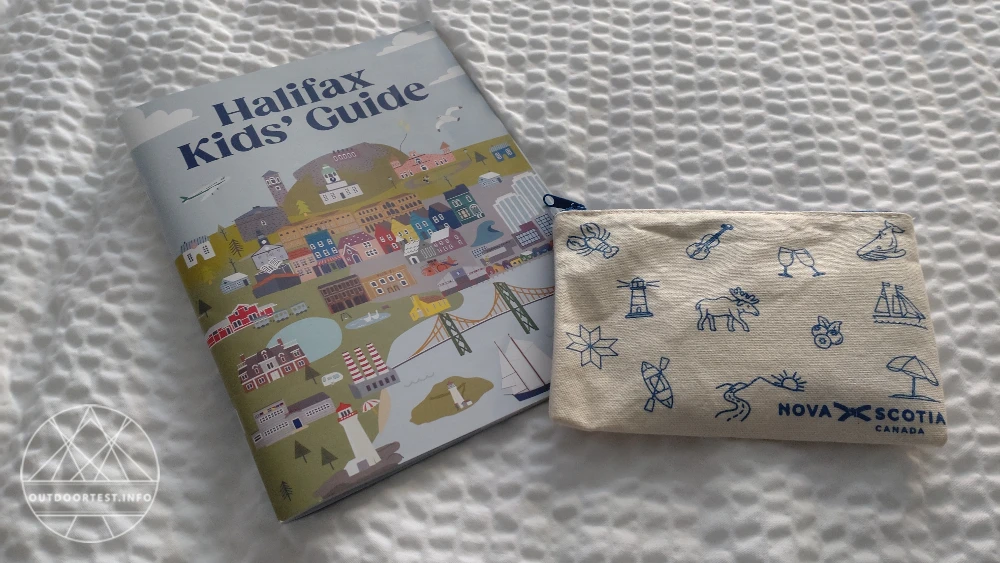 Halifax
Kids' Guide
NOVA SCOTIA
CANADA
OUTDOORTEST.INFO